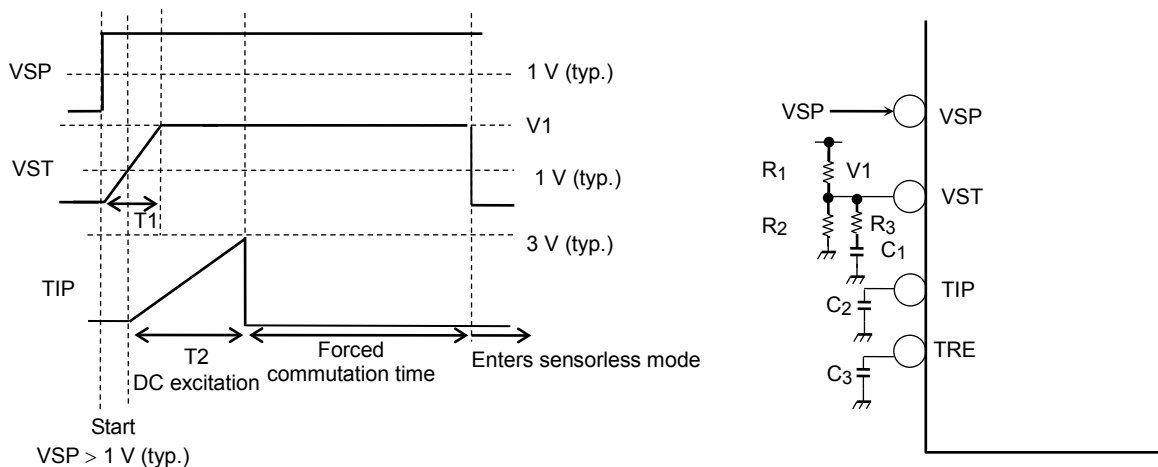 VSP
1 V (typ.)
V1
VST
1 V (typ.)
T1
3 V (typ.)
TIP
T2
DC excitation
Forced
commutation time
Enters sensorless mode
Start
VSP > 1 V (typ.)
VSP
VSP
R1
V1
VST
R2
R3
C1
TIP
C2
TRE
C3